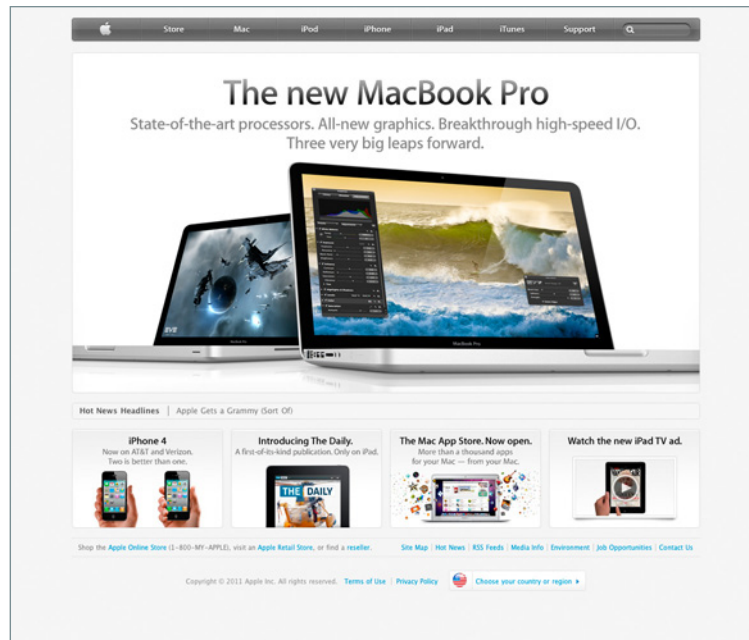 Store Mac iPod iPhone iPad iTunes Support
The new MacBook Pro
State-of-the-art processors. All-new graphics. Breakthrough high-speed I/O.
Three very big leaps forward.
EVE
MacBook Pro
MacBook Pro
Hot News Headlines | Apple Gets a Grammy (Sort Of)
iPhone 4
Now on AT&T and Verizon.
Two is better than one.
Introducing The Daily.
A first-of-its-kind publication. Only on iPad.
THE DAILY
The Mac App Store. Now open.
More than a thousand apps
for your Mac — from your Mac.
Watch the new iPad TV ad.
Shop the Apple Online Store (1-800-MY-APPLE), visit an Apple Retail Store, or find a reseller.
Site Map | Hot News | RSS Feeds | Media Info | Environment | Job Opportunities | Contact Us
Copyright © 2011 Apple Inc. All rights reserved. Terms of Use | Privacy Policy
Choose your country or region